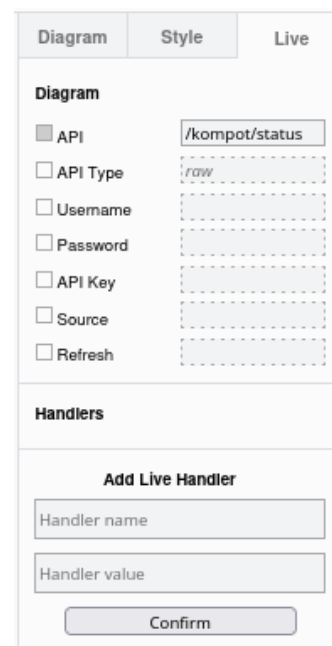 Diagram Style Live
Diagram
API /kompot/status
API Type raw
Username
Password
API Key
Source
Refresh
Handlers
Add Live Handler
Handler name
Handler value
Confirm